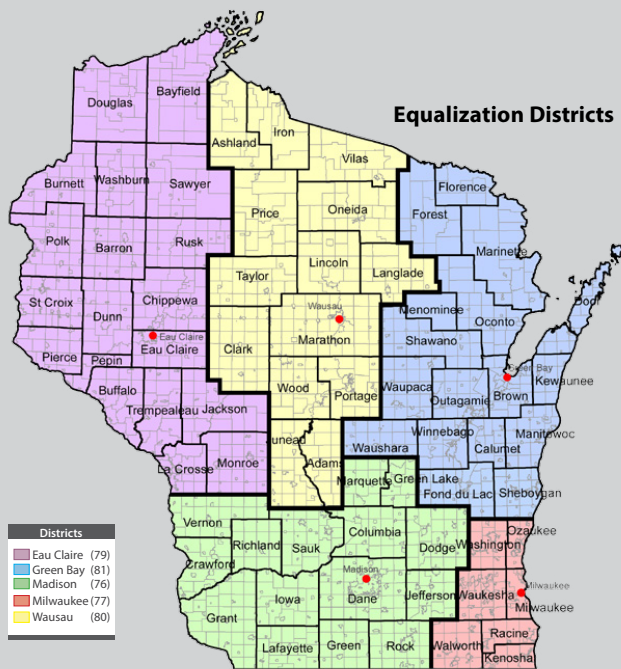 Equalization Districts
Douglas
Bayfield
Ashland
Iron
Vilas
Burnett
Washburn
Sawyer
Price
Oneida
Forest
Florence
Polk
Barron
Rusk
Marinette
Taylor
Lincoln
Langlade
St Croix
Dunn
Chippewa
Wausau
Menominee
Oconto
Door
Pierce
Pepin
Eau Claire
Eau Claire
Clark
Marathon
Shawano
Green Bay
Buffalo
Wood
Portage
Waupaca
Outagamie
Brown
Kewaunee
Trempealeau
Jackson
Juneau
Adams
Waushara
Winnebago
Calumet
Manitowoc
La Crosse
Monroe
Marquette
Green Lake
Fond du Lac
Sheboygan
Vernon
Richland
Sauk
Columbia
Dodge
Washington
Ozaukee
Crawford
Madison
Dane
Jefferson
Waukesha
Milwaukee
Milwaukee
Grant
Iowa
Lafayette
Green
Rock
Walworth
Racine
Kenosha
Districts
Eau Claire (79)
Green Bay (81)
Madison (76)
Milwaukee (77)
Wausau (80)